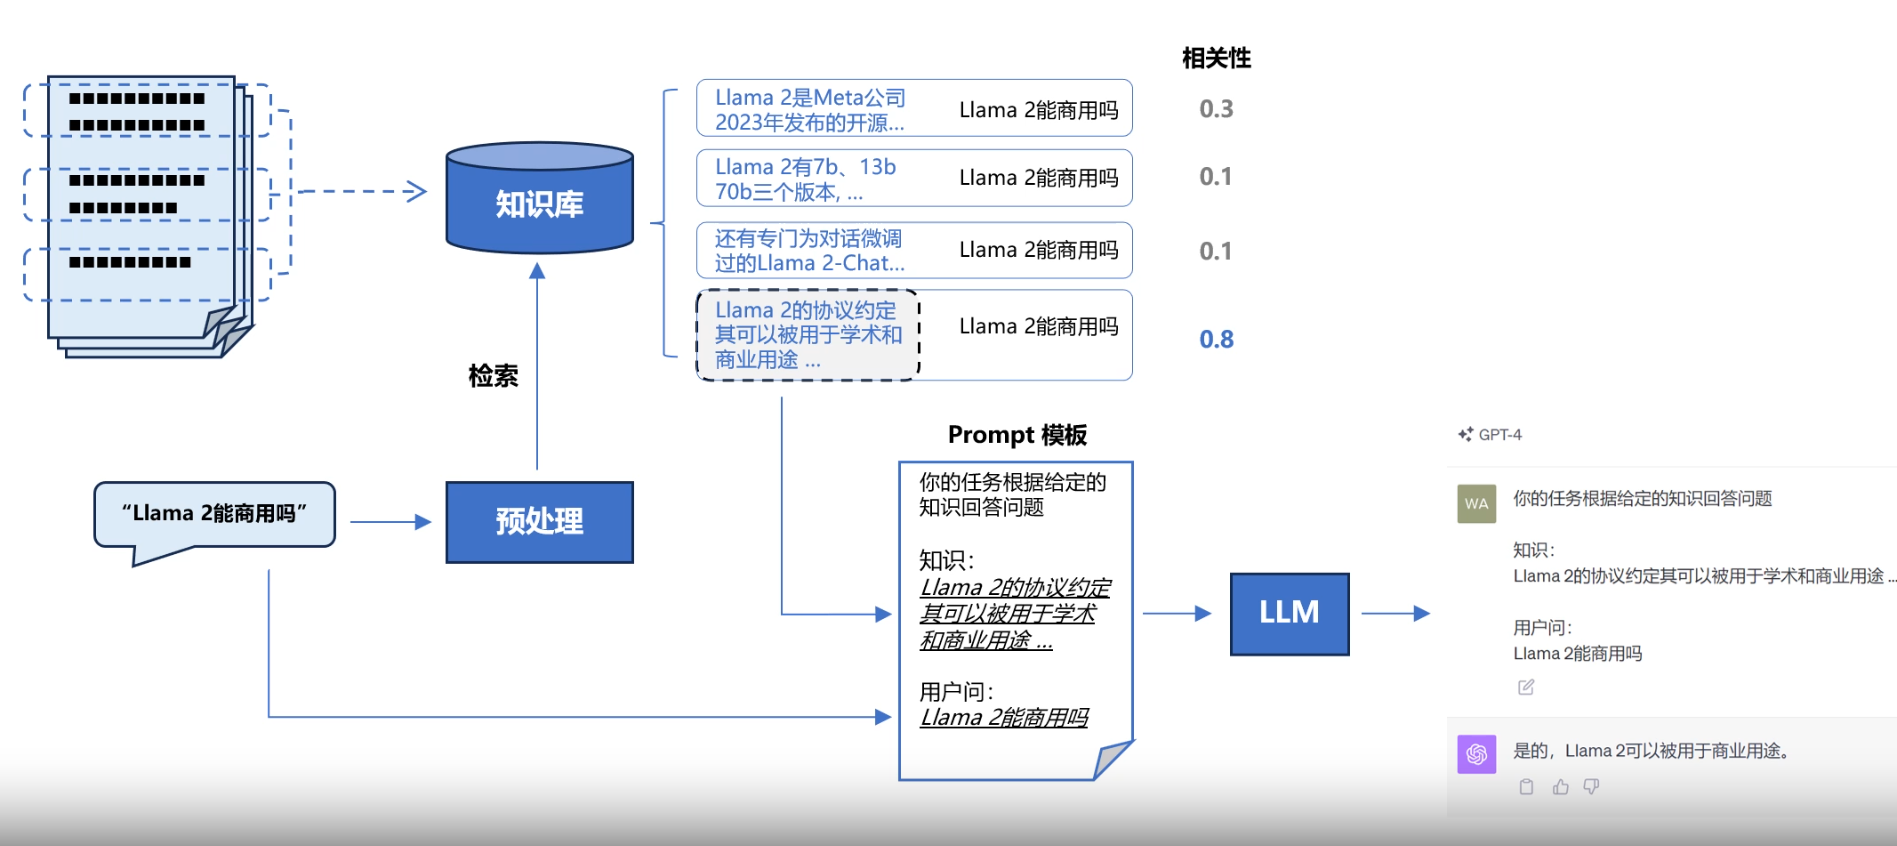 相关性
Llama 2是Meta公司
2023年发布的开源...
Llama 2能商用吗
0.3
Llama 2有7b、13b
70b三个版本, ...
Llama 2能商用吗
0.1
还有专门为对话微调
过的Llama 2-Chat...
Llama 2能商用吗
0.1
Llama 2的协议约定
其可以被用于学术和
商业用途 ...
Llama 2能商用吗
0.8
知识库
检索
“Llama 2能商用吗”
预处理
Prompt 模板
你的任务根据给定的
知识回答问题
知识：
Llama 2的协议约定
其可以被用于学术
和商业用途 ...
用户问：
Llama 2能商用吗
LLM
GPT-4
WA
你的任务根据给定的知识回答问题
知识：
Llama 2的协议约定其可以被用于学术和商业用途 ...
用户问：
Llama 2能商用吗
是的，Llama 2可以被用于商业用途。